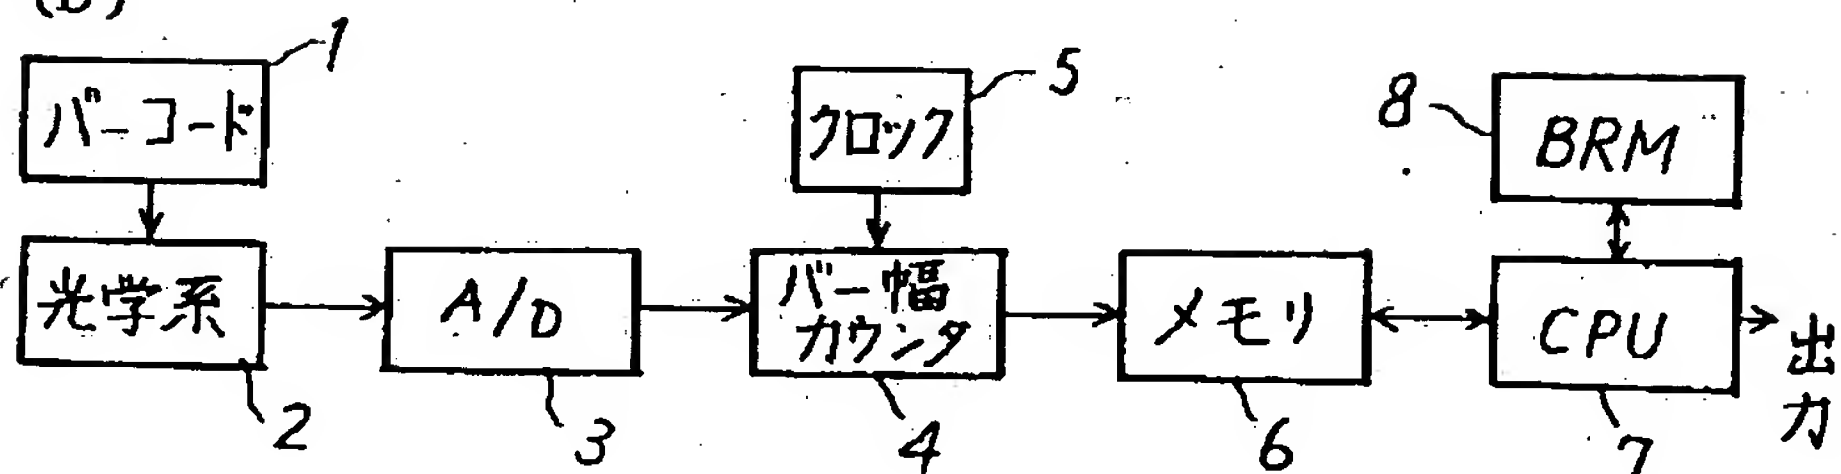 (B)
バーコード
1
クロック
5
8
BRM
光学系
2
A/D
3
バー幅
カウンタ
4
メモリ
6
CPU
7
出力